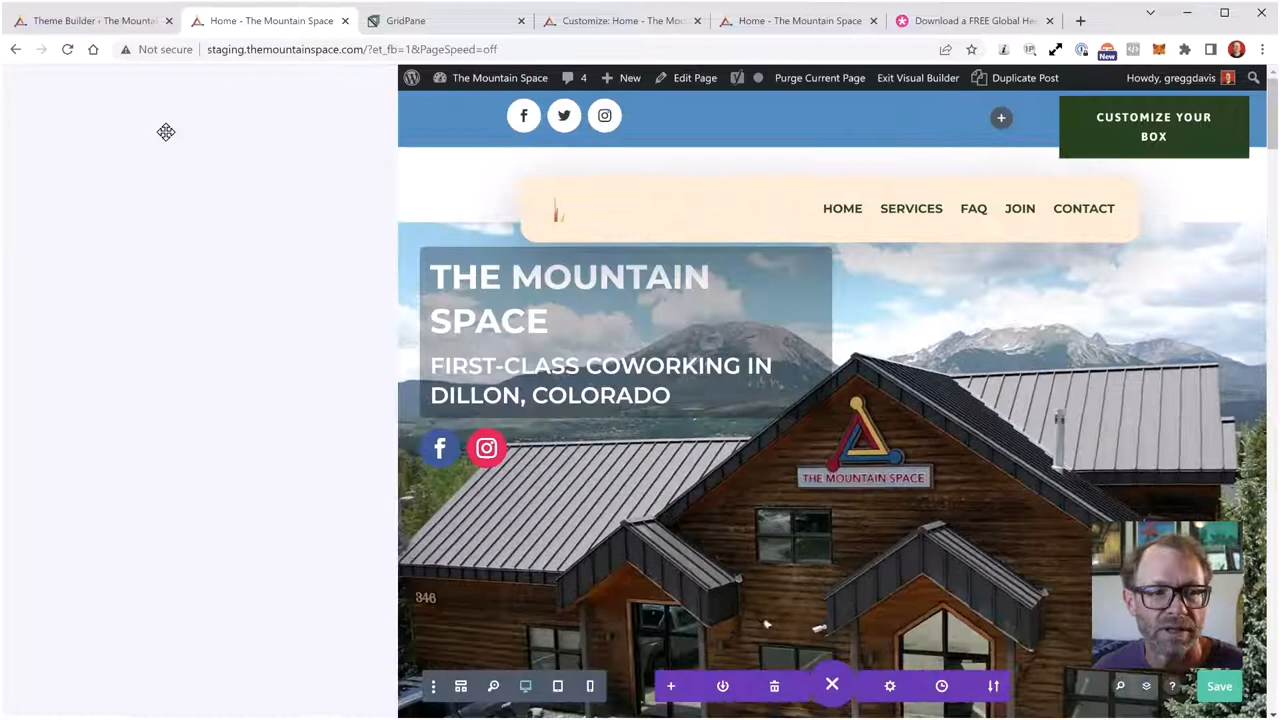 Theme Builder ‹ The Mountai
Home - The Mountain Space
GridPane
Customize: Home - The Mou
Home - The Mountain Space
Download a FREE Global He
Not secure
staging.themountainspace.com/?et_fb=1&PageSpeed=off
New
The Mountain Space
4
New
Edit Page
Purge Current Page
Exit Visual Builder
Duplicate Post
Howdy, greggdavis
CUSTOMIZE YOUR
BOX
HOME
SERVICES
FAQ
JOIN
CONTACT
THE MOUNTAIN
SPACE
FIRST-CLASS COWORKING IN
DILLON, COLORADO
THE MOUNTAIN SPACE
346
Save